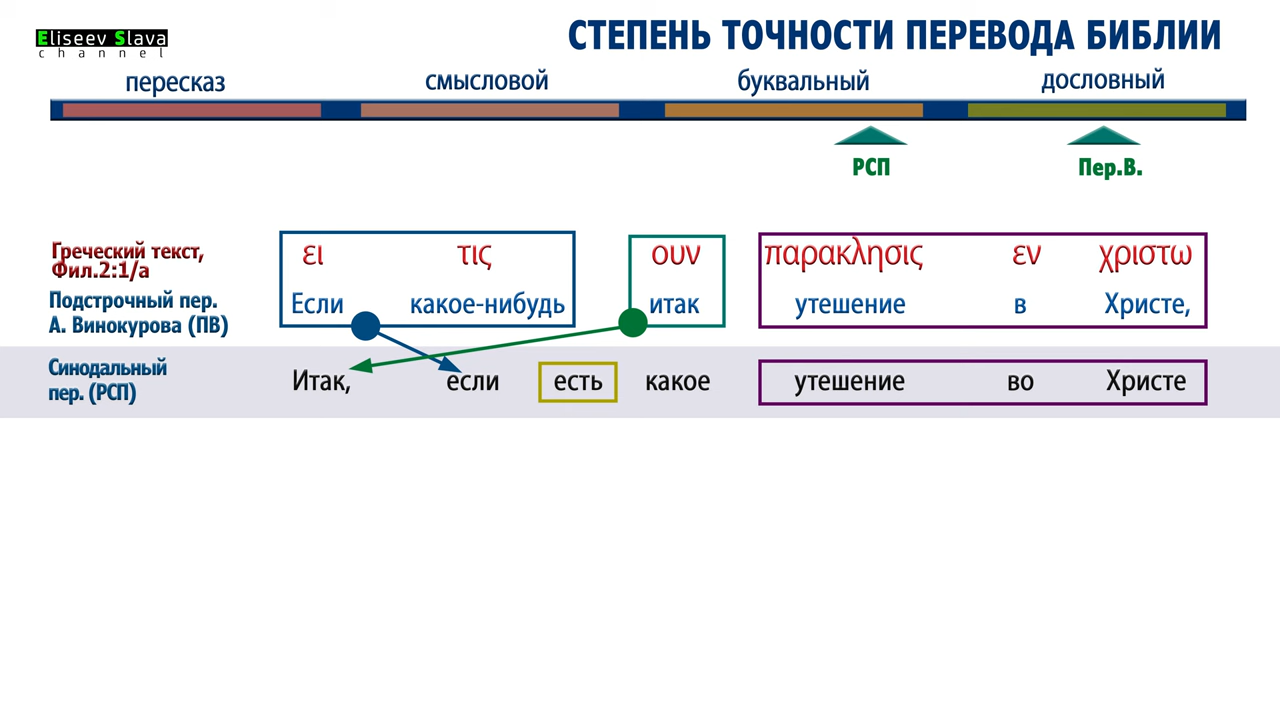 Eliseev Slava
channel
СТЕПЕНЬ ТОЧНОСТИ ПЕРЕВОДА БИБЛИИ
пересказ смысловой буквальный дословный
РСП Пер.В.
Греческий текст,
Фил.2:1/а
ει τις ουν παρακλησις εν χριστω
Подстрочный пер.
А. Винокурова (ПВ)
Если какое-нибудь итак утешение в Христе,
Синодальный
пер. (РСП)
Итак, если есть какое утешение во Христе